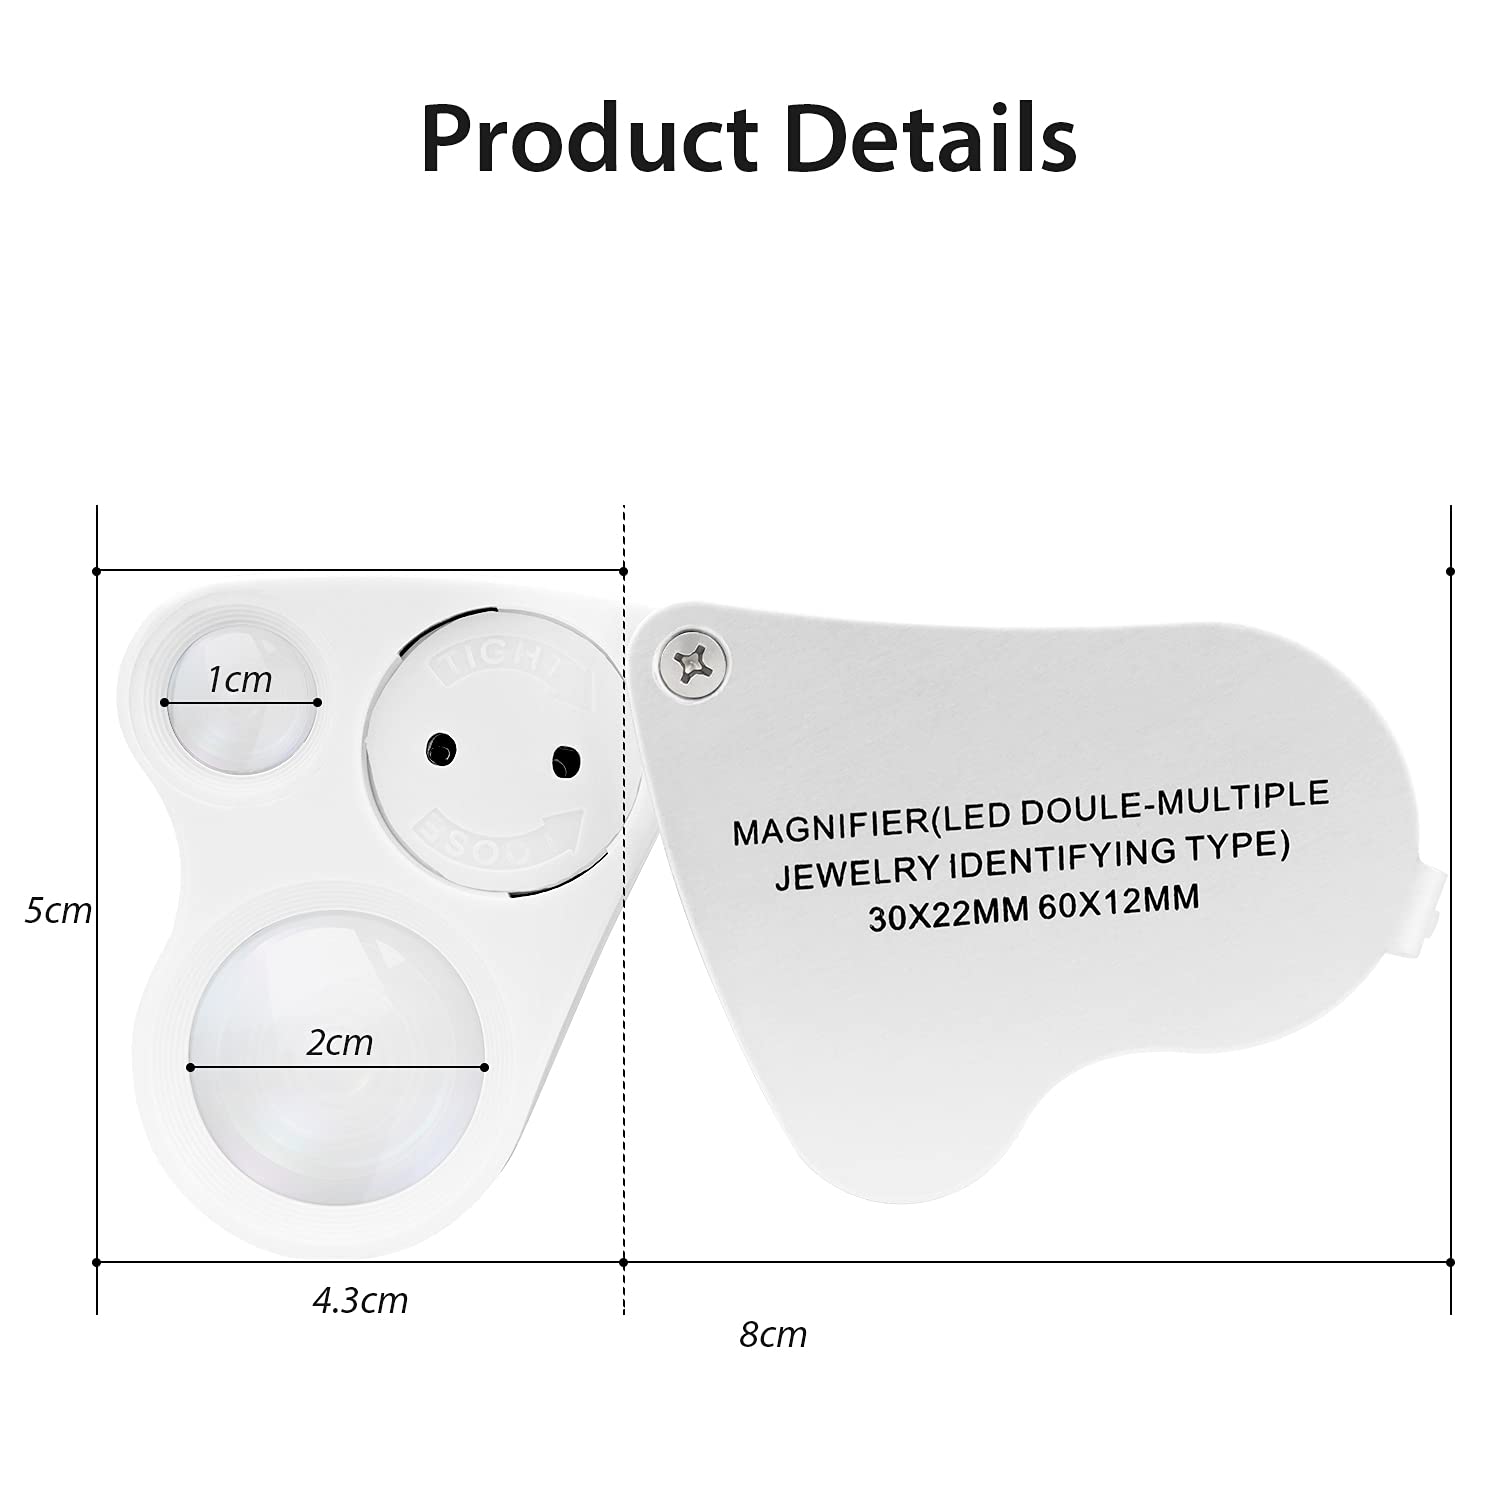 Product Details
1cm
TIGHT
LOOSE
MAGNIFIER(LED DOULE-MULTIPLE
JEWELRY IDENTIFYING TYPE)
30X22MM 60X12MM
5cm
2cm
4.3cm
8cm